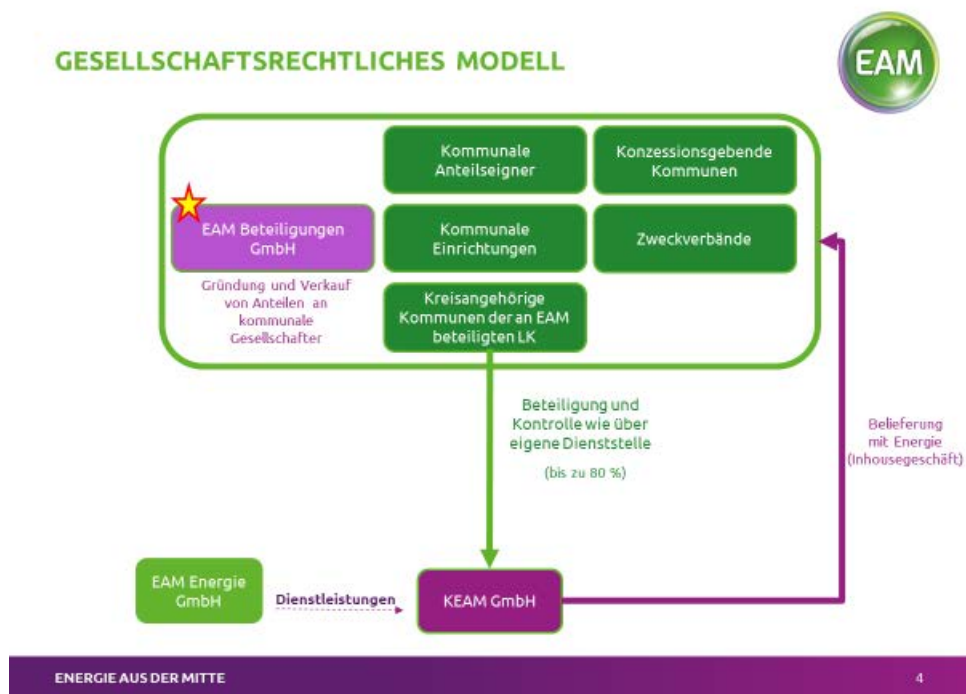 GESELLSCHAFTSRECHTLICHES MODELL
EAM
Kommunale
Anteilseigner
Konzessionsgebende
Kommunen
EAM Beteiligungen
GmbH
Kommunale
Einrichtungen
Zweckverbände
Gründung und Verkauf
von Anteilen an
kommunale
Gesellschafter
Kreisangehörige
Kommunen der an EAM
beteiligten LK
Beteiligung und
Kontrolle wie über
eigene Dienststelle
(bis zu 80 %)
Belieferung
mit Energie
(Inhousegeschäft)
EAM Energie
GmbH
Dienstleistungen
KEAM GmbH
ENERGIE AUS DER MITTE
4